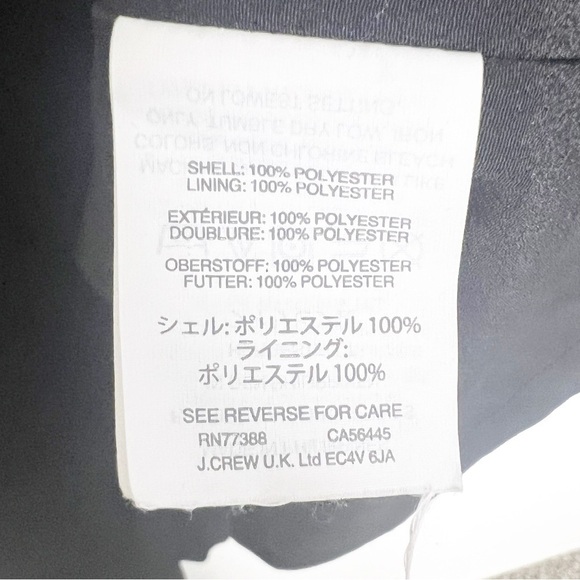 SHELL: 100% POLYESTER
LINING: 100% POLYESTER
EXTÉRIEUR: 100% POLYESTER
DOUBLURE: 100% POLYESTER
OBERSTOFF: 100% POLYESTER
FUTTER: 100% POLYESTER
シェル: ポリエステル 100%
ライニング:
ポリエステル 100%
SEE REVERSE FOR CARE
RN77388 CA56445
J.CREW U.K. Ltd EC4V 6JA